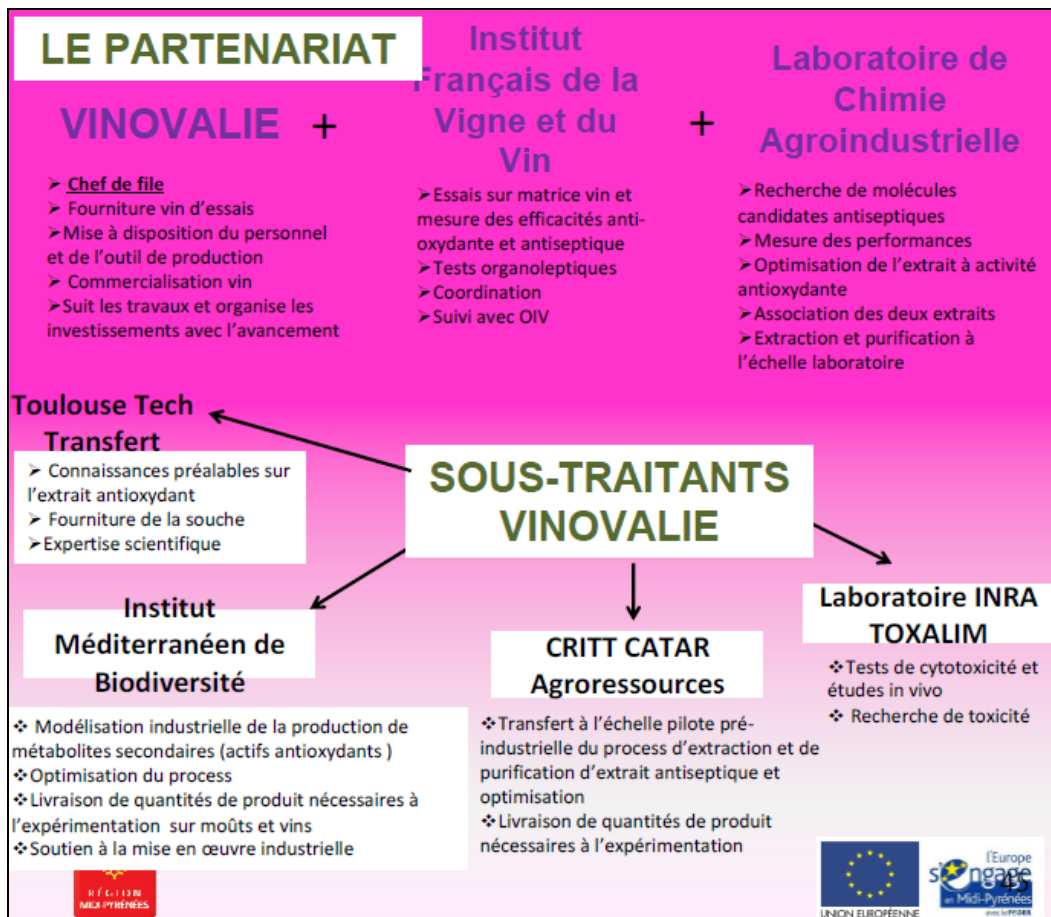 LE PARTENARIAT
VINOVALIE
+
Institut
Français de la
Vigne et du
Vin
+
Laboratoire de
Chimie
Agroindustrielle
➢ Chef de file
➢ Fourniture vin d'essais
➢Mise à disposition du personnel
et de l'outil de production
➢ Commercialisation vin
➢Suit les travaux et organise les
investissements avec l'avancement
➢Essais sur matrice vin et
mesure des efficacités anti-
oxydante et antiseptique
➢Tests organoleptiques
➢Coordination
➢Suivi avec OIV
➢Recherche de molécules
candidates antiseptiques
➢Mesure des performances
➢Optimisation de l'extrait à activité
antioxydante
➢Association des deux extraits
➢Extraction et purification à
l'échelle laboratoire
Toulouse Tech
Transfert
➢ Connaissances préalables sur
l'extrait antioxydant
➢ Fourniture de la souche
➢Expertise scientifique
SOUS-TRAITANTS
VINOVALIE
Institut
Méditerranéen de
Biodiversité
❖ Modélisation industrielle de la production de
métabolites secondaires (actifs antioxydants )
❖Optimisation du process
❖Livraison de quantités de produit nécessaires à
l'expérimentation sur moûts et vins
❖Soutien à la mise en œuvre industrielle
CRITT CATAR
Agroressources
❖Transfert à l'échelle pilote pré-
industrielle du process d'extraction et de
purification d'extrait antiseptique et
optimisation
❖Livraison de quantités de produit
nécessaires à l'expérimentation
Laboratoire INRA
TOXALIM
❖Tests de cytotoxicité et
études in vivo
❖ Recherche de toxicité
RÉGION
MIDI-PYRÉNÉES
UNION EUROPÉENNE
l'Europe
s'engage
45
en Midi-Pyrénées
avec le FEDER